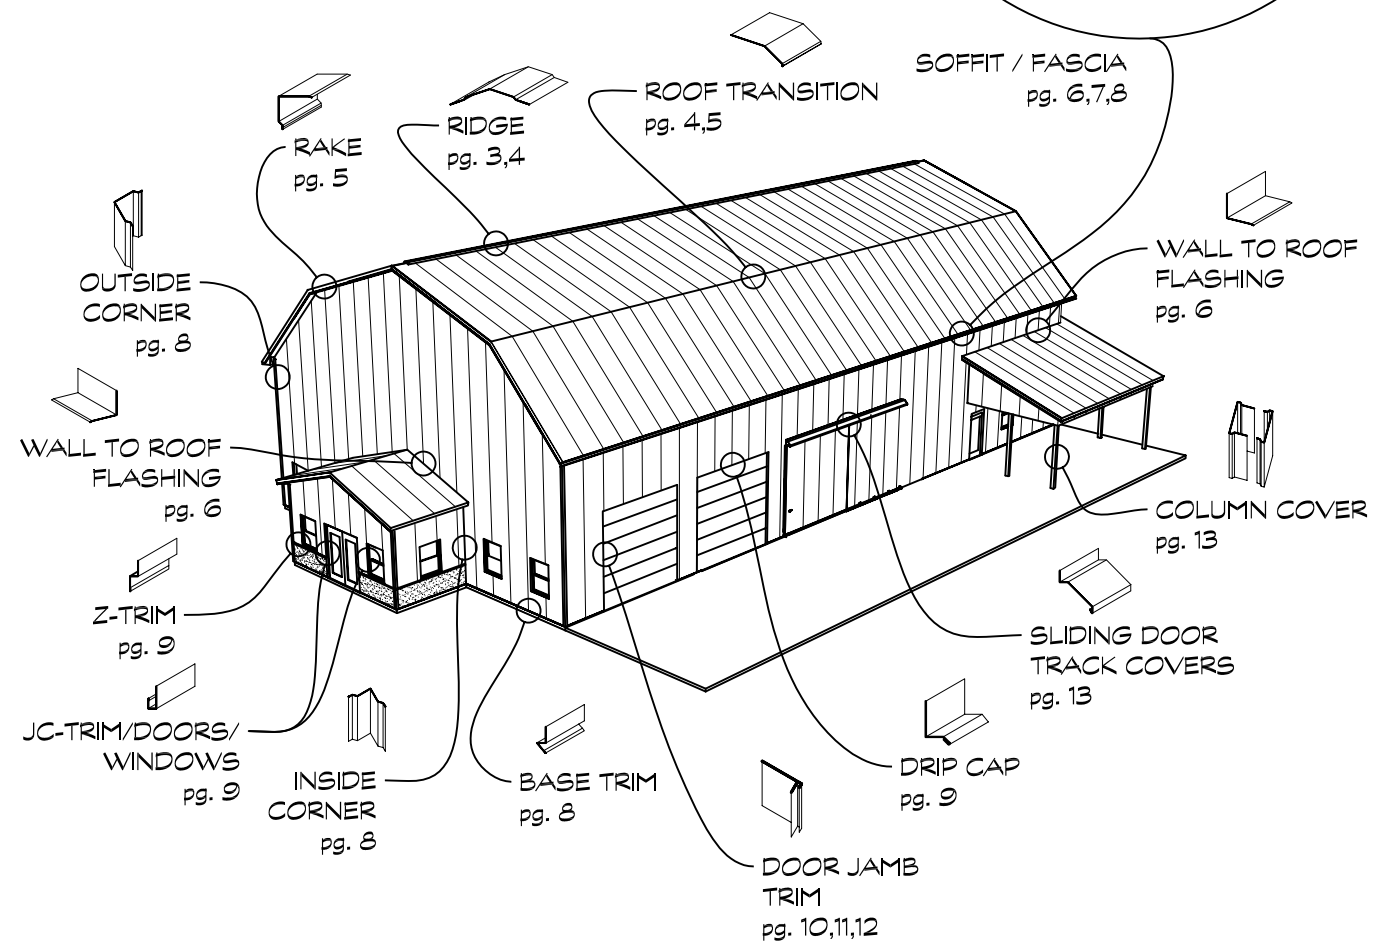 ROOF TRANSITION
pg. 4,5
SOFFIT / FASCIA
pg. 6,7,8
RIDGE
pg. 3,4
RAKE
pg. 5
OUTSIDE
CORNER
pg. 8
WALL TO ROOF
FLASHING
pg. 6
WALL TO ROOF
FLASHING
pg. 6
COLUMN COVER
pg. 13
Z-TRIM
pg. 9
SLIDING DOOR
TRACK COVERS
pg. 13
JC-TRIM/DOORS/
WINDOWS
pg. 9
INSIDE
CORNER
pg. 8
BASE TRIM
pg. 8
DRIP CAP
pg. 9
DOOR JAMB
TRIM
pg. 10,11,12